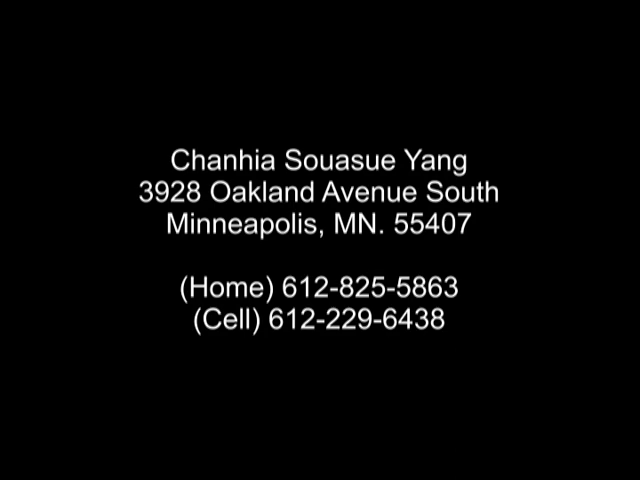 Chanhia Souasue Yang
3928 Oakland Avenue South
Minneapolis, MN. 55407
(Home) 612-825-5863
(Cell) 612-229-6438